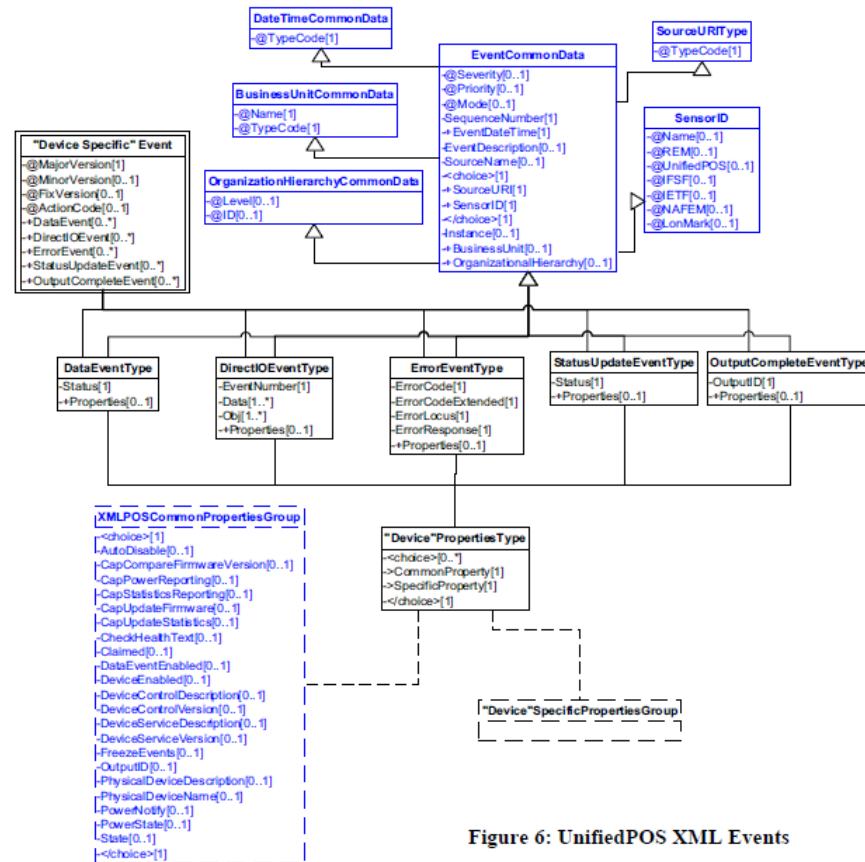 DateTimeCommonData
-@TypeCode[1]
SourceURIType
-@TypeCode[1]
EventCommonData
-@Severity[0..1]
-@Priority[0..1]
-@Mode[0..1]
-SequenceNumber[1]
-+EventDateTime[1]
-EventDescription[0..1]
-SourceName[0..1]
-<choice>[1]
-+SourceURI[1]
-+SensorID[1]
-</choice>[1]
-Instance[0..1]
-+BusinessUnit[0..1]
-+OrganizationalHierarchy[0..1]
BusinessUnitCommonData
-@Name[1]
-@TypeCode[1]
SensorID
-@Name[0..1]
-@REM[0..1]
-@UnifiedPOS[0..1]
-@IFSF[0..1]
-@IETF[0..1]
-@NAFEM[0..1]
-@LonMark[0..1]
"Device Specific" Event
-@MajorVersion[1]
-@MinorVersion[0..1]
-@FixVersion[0..1]
-@ActionCode[0..1]
-+DataEvent[0..*]
-+DirectIOEvent[0..*]
-+ErrorEvent[0..*]
-+StatusUpdateEvent[0..*]
-+OutputCompleteEvent[0..*]
OrganizationHierarchyCommonData
-@Level[0..1]
-@ID[0..1]
DataEventType
-Status[1]
-+Properties[0..1]
DirectIOEventType
-EventNumber[1]
-Data[1..*]
-Obj[1..*]
-+Properties[0..1]
ErrorEventType
-ErrorCode[1]
-ErrorCodeExtended[1]
-ErrorLocus[1]
-ErrorResponse[1]
-+Properties[0..1]
StatusUpdateEventType
-Status[1]
-+Properties[0..1]
OutputCompleteEventType
-OutputID[1]
-+Properties[0..1]
XMLPOSCommonPropertiesGroup
-<choice>[1]
-AutoDisable[0..1]
-CapCompareFirmwareVersion[0..1]
-CapPowerReporting[0..1]
-CapStatisticsReporting[0..1]
-CapUpdateFirmware[0..1]
-CapUpdateStatistics[0..1]
-CheckHealthText[0..1]
-Claimed[0..1]
-DataEventEnabled[0..1]
-DeviceEnabled[0..1]
-DeviceControlDescription[0..1]
-DeviceControlVersion[0..1]
-DeviceServiceDescription[0..1]
-DeviceServiceVersion[0..1]
-FreezeEvents[0..1]
-OutputID[0..1]
-PhysicalDeviceDescription[0..1]
-PhysicalDeviceName[0..1]
-PowerNotify[0..1]
-PowerState[0..1]
-State[0..1]
-</choice>[1]
"Device"PropertiesType
-<choice>[0..*]
->CommonProperty[1]
->SpecificProperty[1]
-</choice>[1]
"Device"SpecificPropertiesGroup
Figure 6: UnifiedPOS XML Events